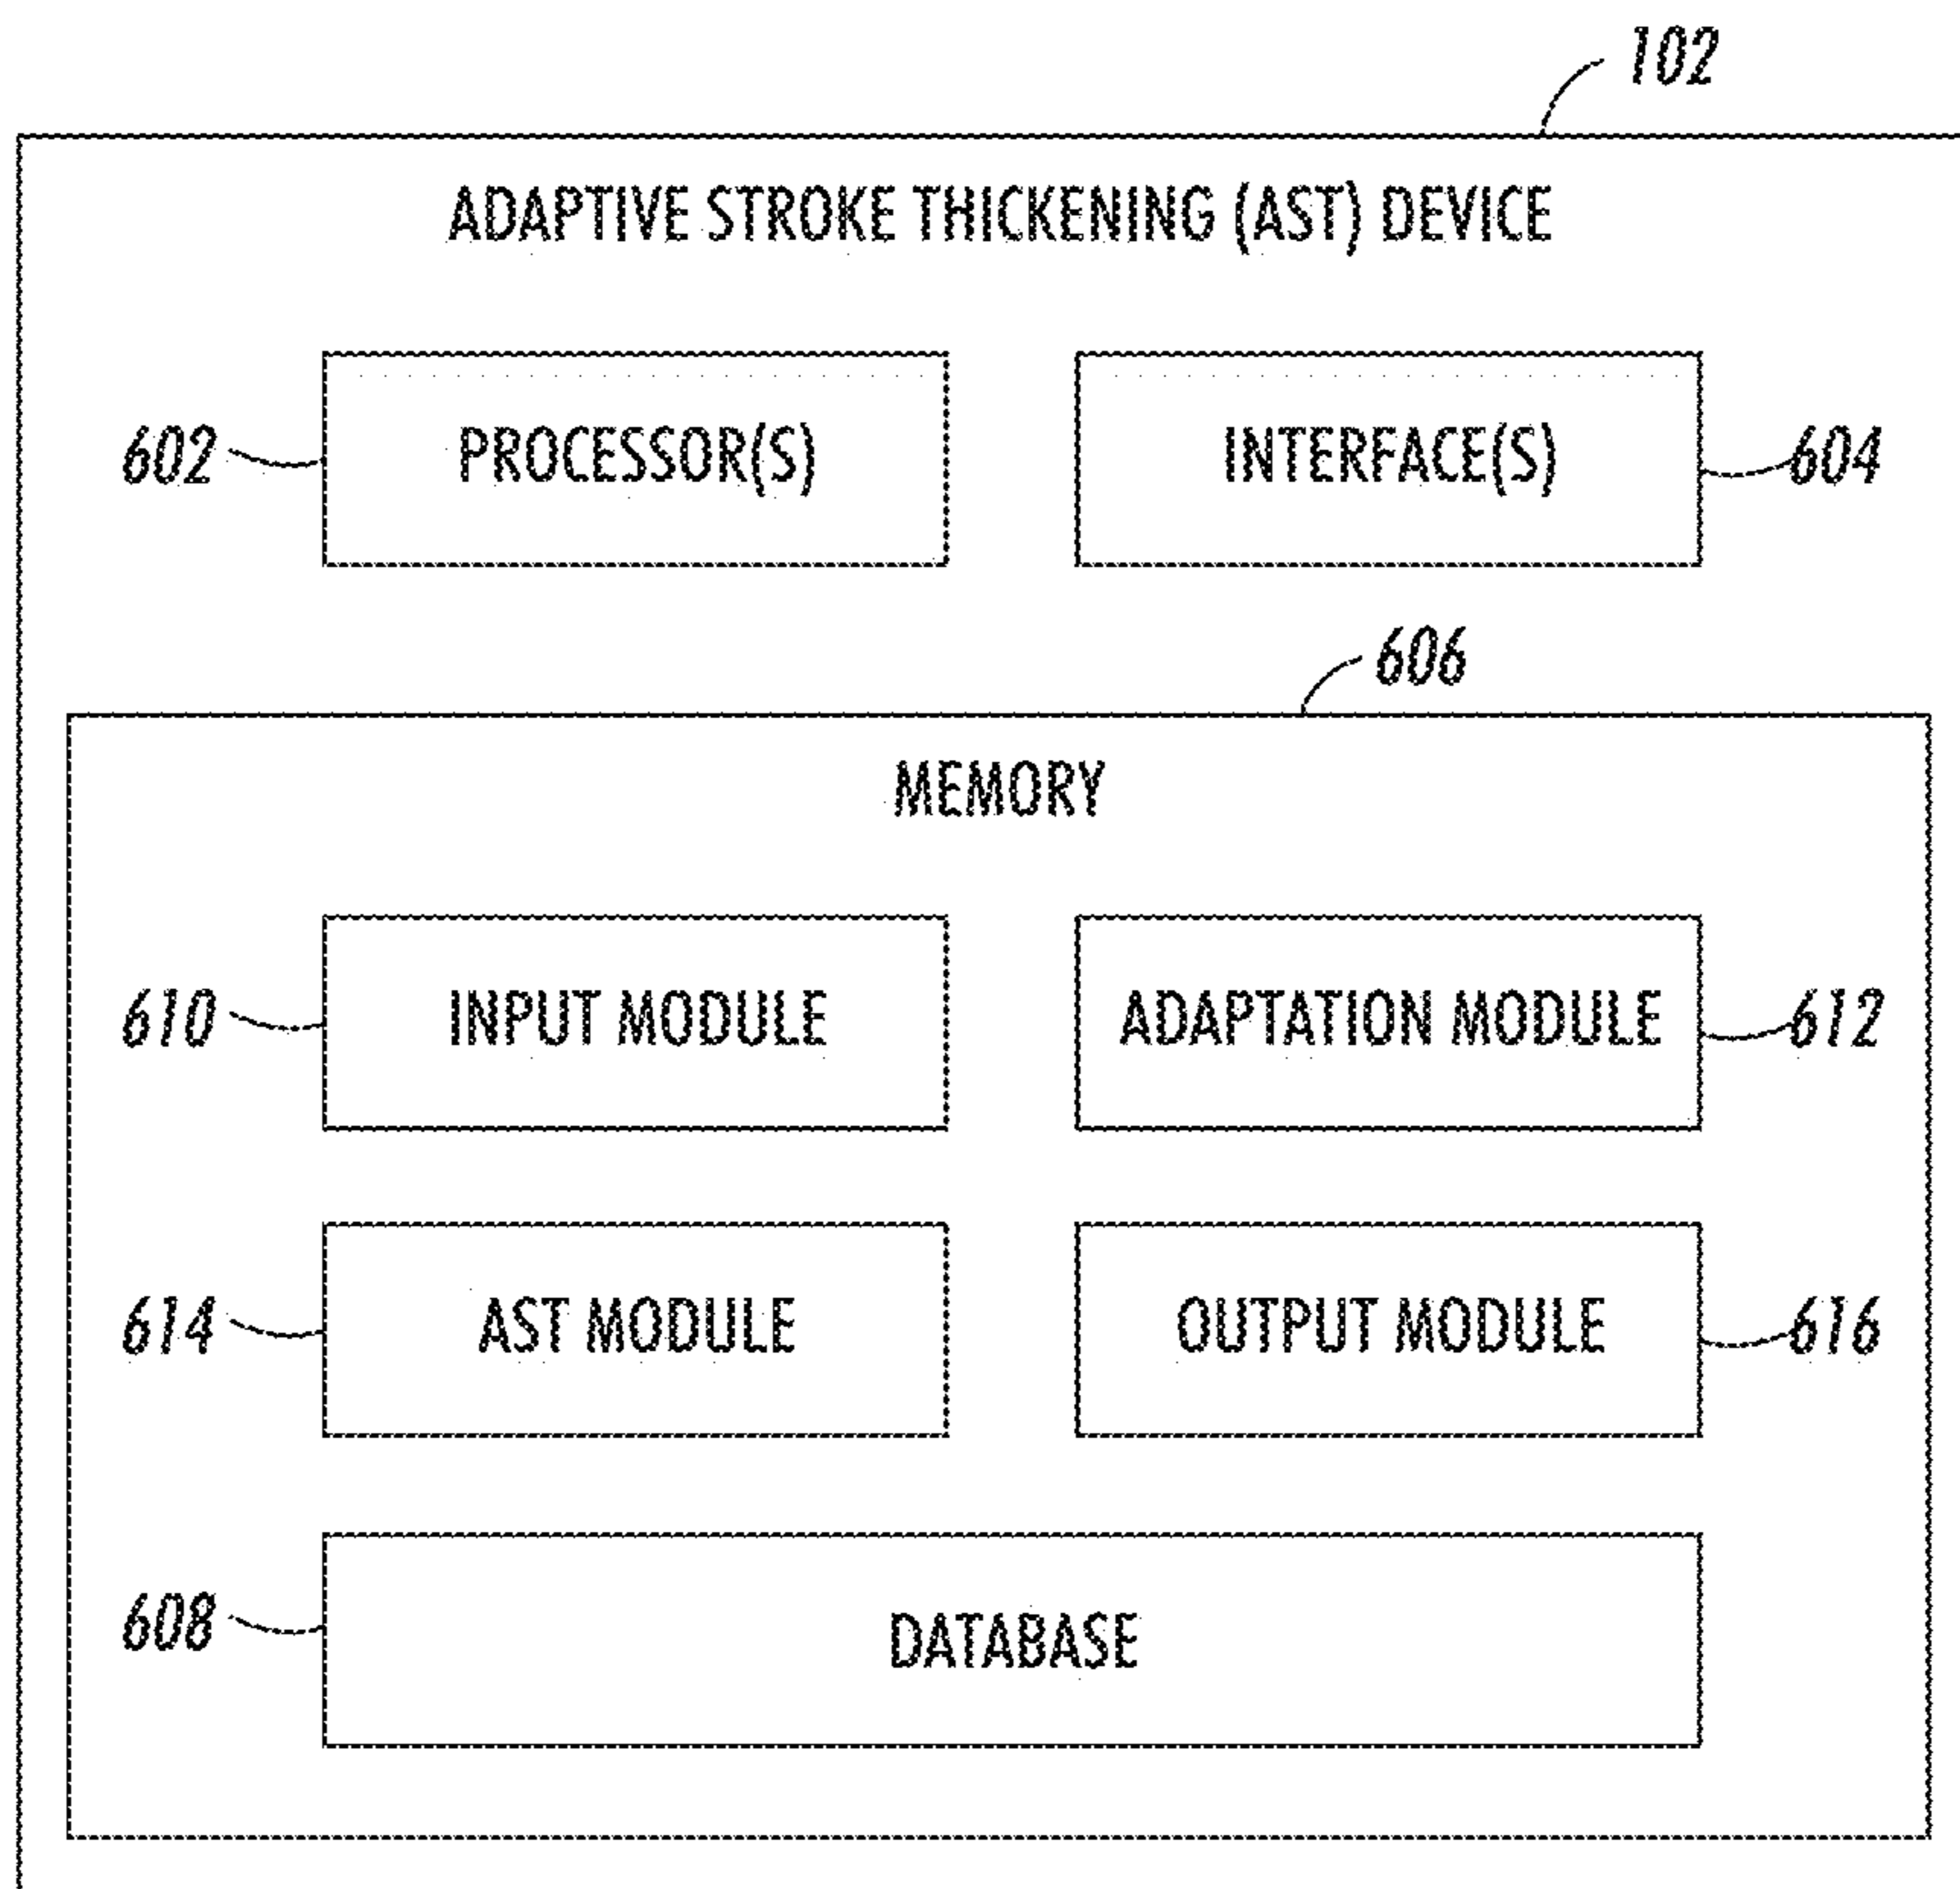 102
ADAPTIVE STROKE THICKENING (AST) DEVICE
602 PROCESSOR(S) INTERFACE(S) 604
606
MEMORY
610 INPUT MODULE ADAPTATION MODULE 612
614 AST MODULE OUTPUT MODULE 616
608 DATABASE